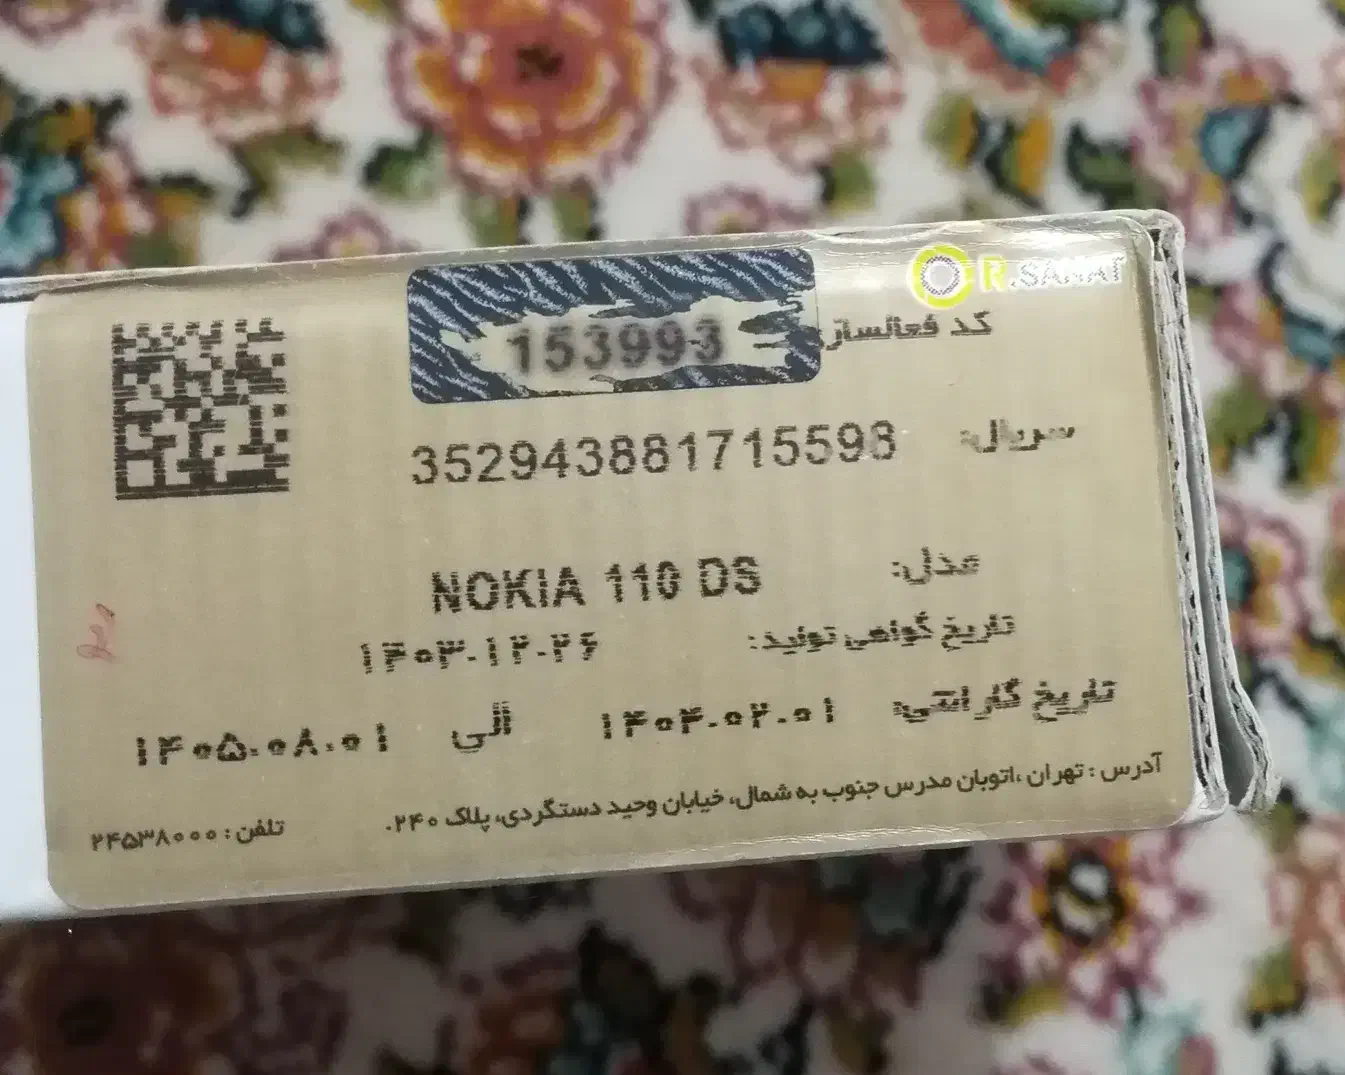 R.SANAT
کد فعالسازی: 153993
سریال: 352943881715598
مدل: NOKIA 110 DS
تاریخ گواهی تولید: ۱۴۰۳.۱۲.۲۶
تاریخ گارانتی: ۱۴۰۴.۰۲.۰۱ الی ۱۴۰۵.۰۸.۰۱
آدرس : تهران ،اتوبان مدرس جنوب به شمال، خیابان وحید دستگردی، پلاک ۲۴۰.
تلفن : ۲۴۵۳۸۰۰۰